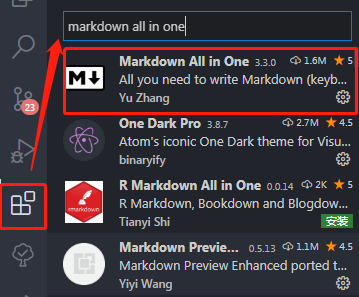 markdown all in one
Markdown All in One 3.3.0 1.6M ★ 5
All you need to write Markdown (keyb...
Yu Zhang
23
One Dark Pro 3.8.7 2.7M ★ 4.5
Atom's iconic One Dark theme for Visu...
binaryify
R Markdown All in One 0.0.14 2K ★ 5
R Markdown, Bookdown and Blogdow...
Tianyi Shi 安装
rmarkdown
Markdown Previe... 0.5.13 1.1M ★ 4.5
Markdown Preview Enhanced ported t...
Yiyi Wang